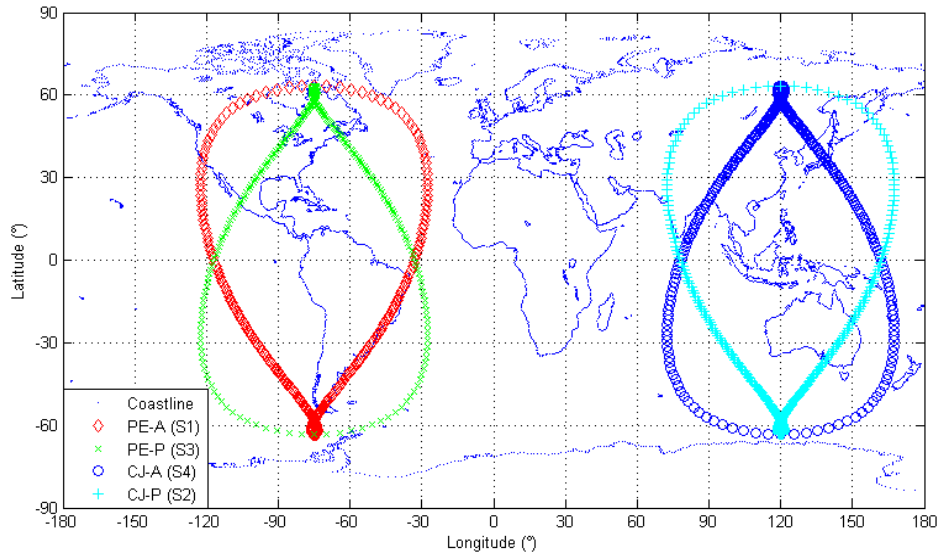 90
60
30
0
-30
-60
-90
Latitude (°)
Coastline
PE-A (S1)
PE-P (S3)
CJ-A (S4)
CJ-P (S2)
-180 -150 -120 -90 -60 -30 0 30 60 90 120 150 180
Longitude (°)